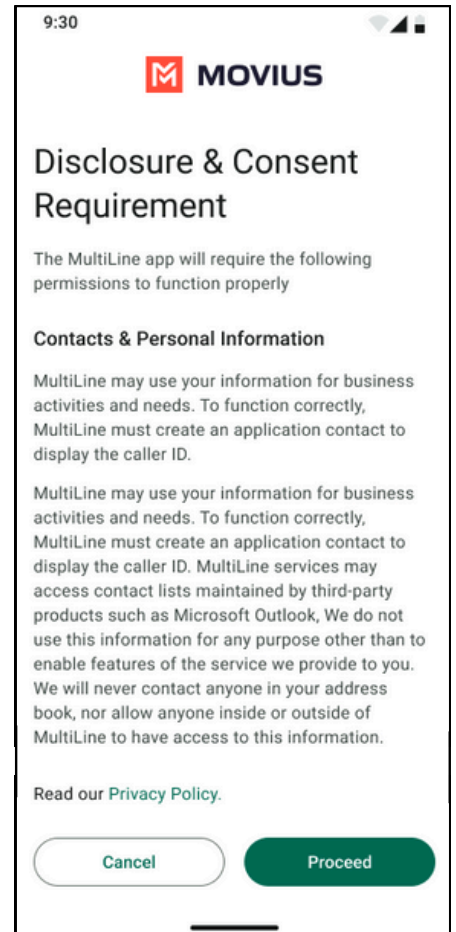 9:30
MOVIUS
Disclosure & Consent
Requirement
The MultiLine app will require the following
permissions to function properly
Contacts & Personal Information
MultiLine may use your information for business
activities and needs. To function correctly,
MultiLine must create an application contact to
display the caller ID.
MultiLine may use your information for business
activities and needs. To function correctly,
MultiLine must create an application contact to
display the caller ID. MultiLine services may
access contact lists maintained by third-party
products such as Microsoft Outlook, We do not
use this information for any purpose other than to
enable features of the service we provide to you.
We will never contact anyone in your address
book, nor allow anyone inside or outside of
MultiLine to have access to this information.
Read our Privacy Policy.
Cancel
Proceed